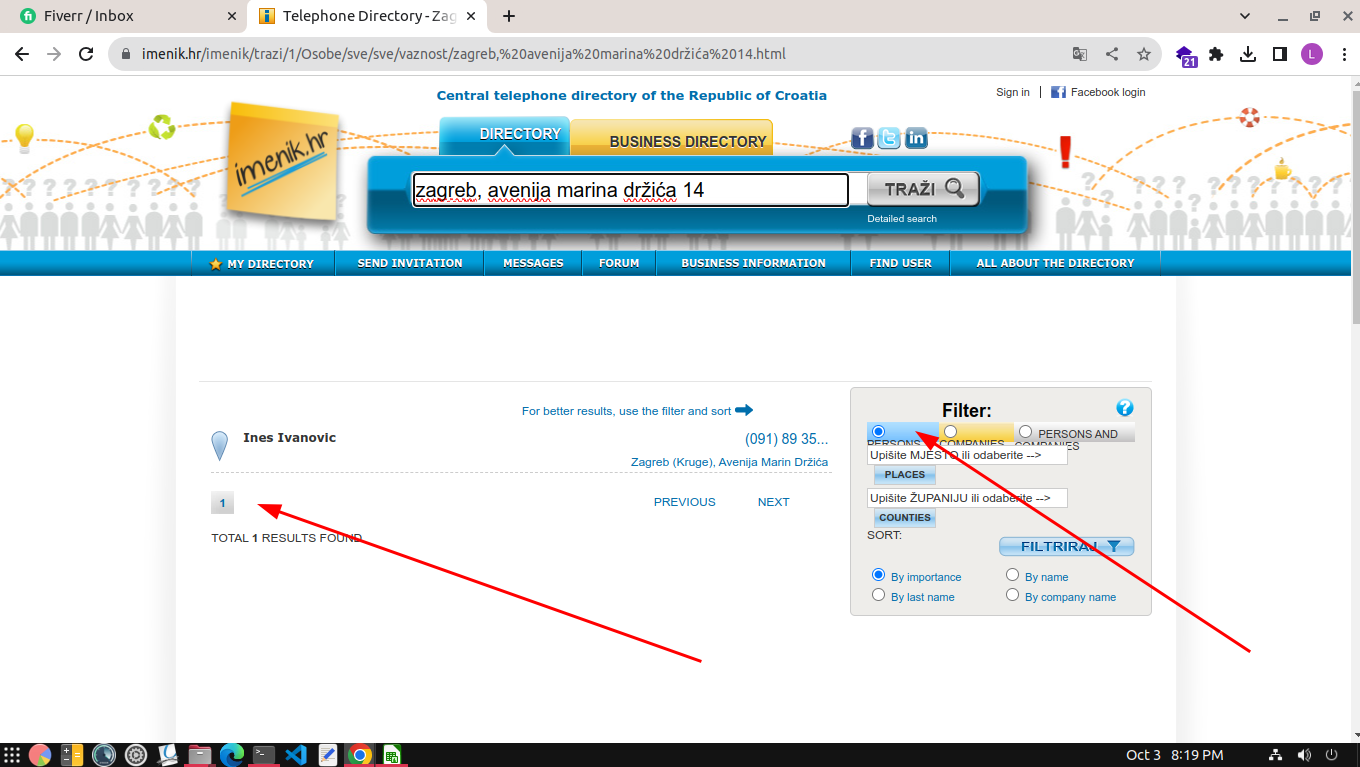 Fiverr / Inbox
Telephone Directory - Zag
imenik.hr/imenik/trazi/1/Osobe/sve/sve/vaznost/zagreb,%20avenija%20marina%20držića%2014.html
21
L
Central telephone directory of the Republic of Croatia
Sign in | Facebook login
imenik.hr
DIRECTORY
BUSINESS DIRECTORY
zagreb, avenija marina držića 14
TRAŽI
Detailed search
MY DIRECTORY
SEND INVITATION
MESSAGES
FORUM
BUSINESS INFORMATION
FIND USER
ALL ABOUT THE DIRECTORY
For better results, use the filter and sort
Ines Ivanovic
(091) 89 35...
Zagreb (Kruge), Avenija Marin Držića
1
PREVIOUS
NEXT
TOTAL 1 RESULTS FOUND
Filter:
?
PERSONS
COMPANIES
PERSONS AND
COMPANIES
Upišite MJESTO ili odaberite -->
PLACES
Upišite ŽUPANIJU ili odaberite -->
COUNTIES
SORT:
FILTRIRAJ
By importance
By name
By last name
By company name
Oct 3 8:19 PM